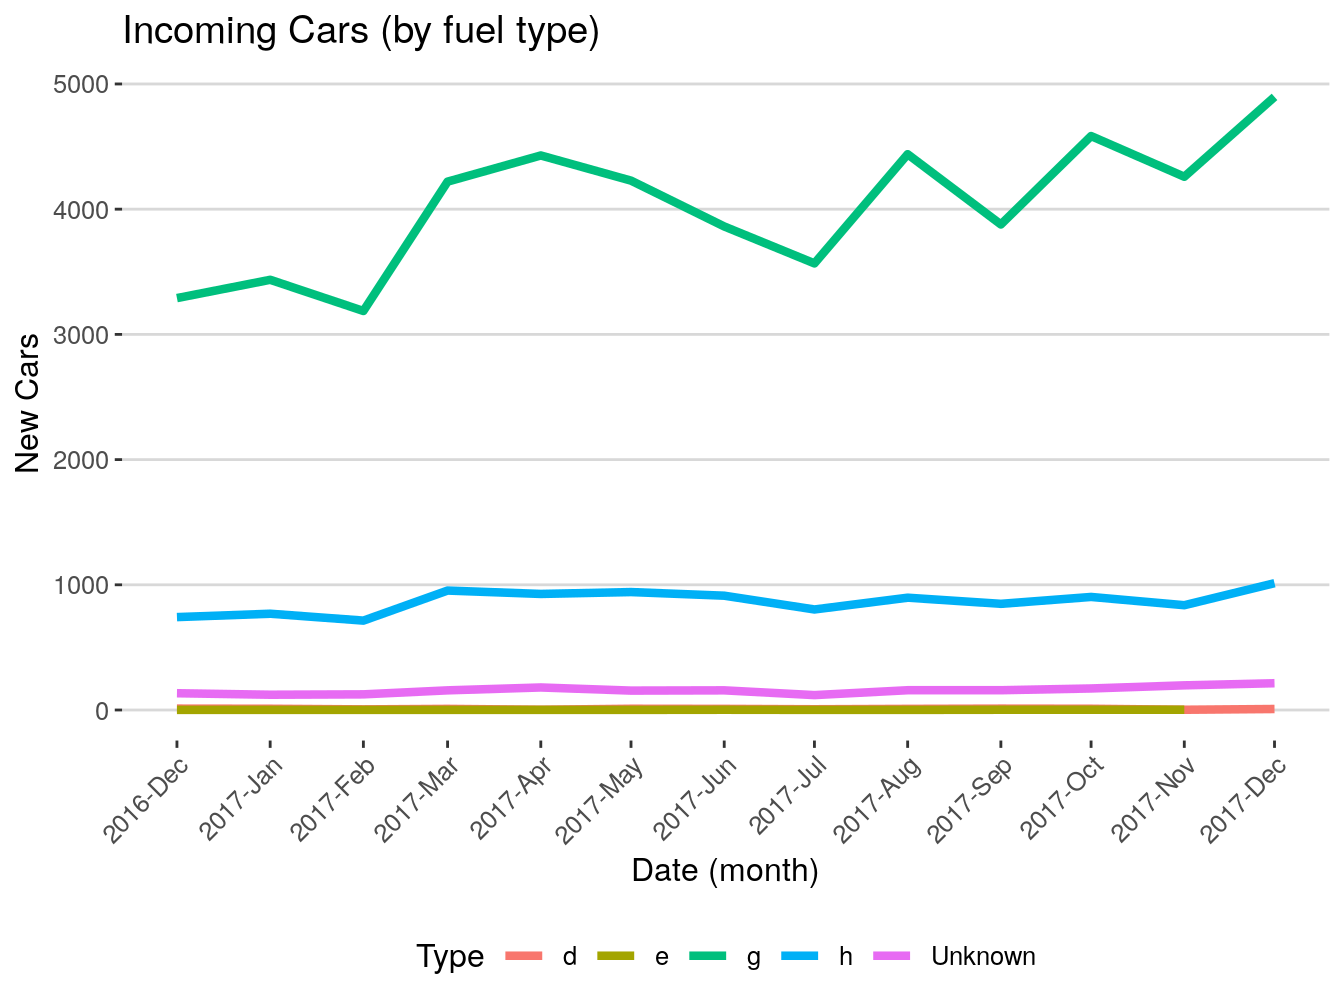 Incoming Cars (by fuel type)
5000
4000
3000
2000
1000
0
New Cars
2016-Dec
2017-Jan
2017-Feb
2017-Mar
2017-Apr
2017-May
2017-Jun
2017-Jul
2017-Aug
2017-Sep
2017-Oct
2017-Nov
2017-Dec
Date (month)
Type d e g h Unknown